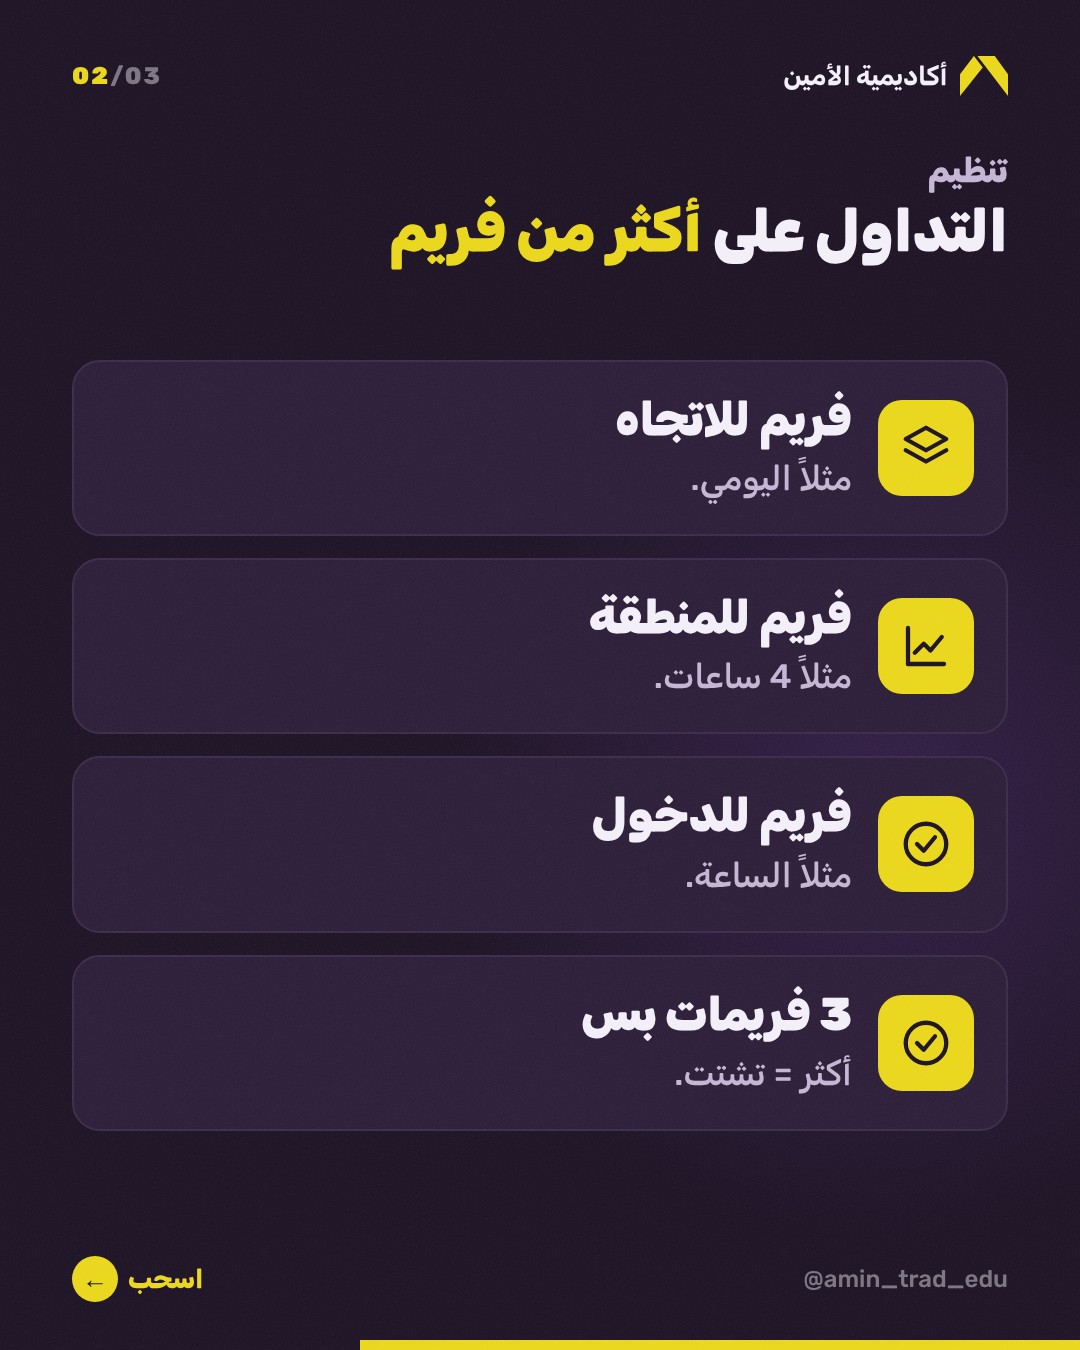 أكاديمية الأمين
02/03
تنظيم
التداول على أكثر من فريم
فريم للاتجاه
مثلاً اليومي.
فريم للمنطقة
مثلاً 4 ساعات.
فريم للدخول
مثلاً الساعة.
3 فريمات بس
أكثر = تشتت.
@amin_trad_edu
اسحب ←